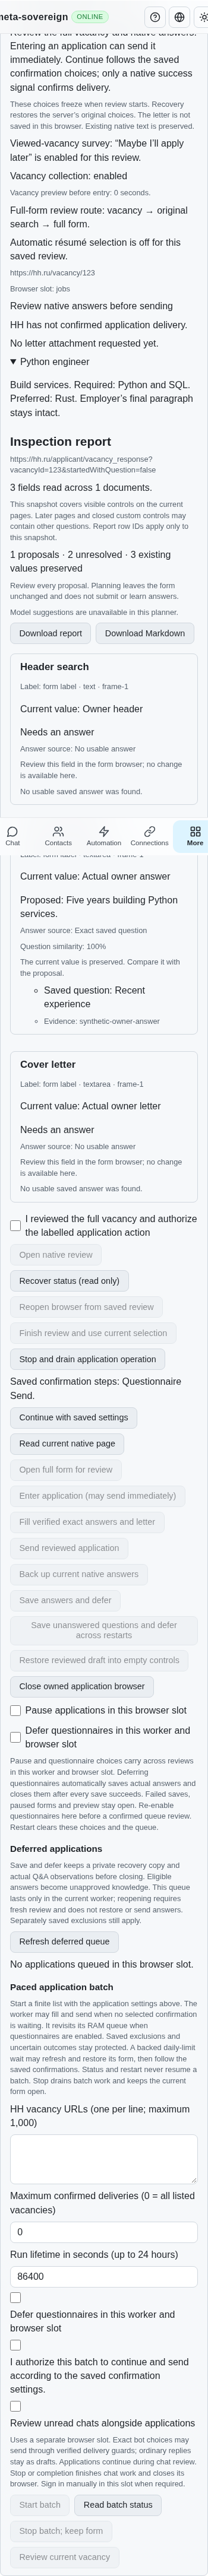 meta-sovereign ONLINE
Entering an application can send it
immediately. Continue follows the saved
confirmation choices; only a native success
signal confirms delivery.
These choices freeze when review starts. Recovery
restores the server's original choices. The letter is not
saved in this browser. Existing native text is preserved.
Viewed-vacancy survey: “Maybe I’ll apply
later” is enabled for this review.
Vacancy collection: enabled
Vacancy preview before entry: 0 seconds.
Full-form review route: vacancy → original
search → full form.
Automatic résumé selection is off for this
saved review.
https://hh.ru/vacancy/123
Browser slot: jobs
Review native answers before sending
HH has not confirmed application delivery.
No letter attachment requested yet.
▼ Python engineer
Build services. Required: Python and SQL.
Preferred: Rust. Employer’s final paragraph
stays intact.
Inspection report
https://hh.ru/applicant/vacancy_response?
vacancyId=123&startedWithQuestion=false
3 fields read across 1 documents.
This snapshot covers visible controls on the current
pages. Later pages and closed custom controls may
contain other questions. Report row IDs apply only to
this snapshot.
1 proposals · 2 unresolved · 3 existing
values preserved
Review every proposal. Planning leaves the form
unchanged and does not submit or learn answers.
Model suggestions are unavailable in this planner.
Download report
Download Markdown
Header search
Label: form label · text · frame-1
Current value: Owner header
Needs an answer
Answer source: No usable answer
Review this field in the form browser; no change
is available here.
No usable saved answer was found.
Chat
Contacts
Automation
Connections
More
Current value: Actual owner answer
Proposed: Five years building Python
services.
Answer source: Exact saved question
Question similarity: 100%
The current value is preserved. Compare it with
the proposal.
Saved question: Recent
experience
Evidence: synthetic-owner-answer
Cover letter
Label: form label · textarea · frame-1
Current value: Actual owner letter
Needs an answer
Answer source: No usable answer
Review this field in the form browser; no change
is available here.
No usable saved answer was found.
I reviewed the full vacancy and authorize
the labelled application action
Open native review
Recover status (read only)
Reopen browser from saved review
Finish review and use current selection
Stop and drain application operation
Saved confirmation steps: Questionnaire
Send.
Continue with saved settings
Read current native page
Open full form for review
Enter application (may send immediately)
Fill verified exact answers and letter
Send reviewed application
Back up current native answers
Save answers and defer
Save unanswered questions and defer
across restarts
Restore reviewed draft into empty controls
Close owned application browser
Pause applications in this browser slot
Defer questionnaires in this worker and
browser slot
Pause and questionnaire choices carry across reviews
in this worker and browser slot. Deferring
questionnaires automatically saves actual answers and
closes them after every save succeeds. Failed saves,
paused forms and preview stay open. Re-enable
questionnaires here before a confirmed queue review.
Restart clears these choices and the queue.
Deferred applications
Save and defer keeps a private recovery copy and
actual Q&A observations before closing. Eligible
answers become unapproved knowledge. This queue
lasts only in the current worker; reopening requires
fresh review and does not restore or send answers.
Separately saved exclusions still apply.
Refresh deferred queue
No applications queued in this browser slot.
Paced application batch
Start a finite list with the application settings above. The
worker may fill and send when no selected confirmation
is waiting. It revisits its RAM queue when
questionnaires are enabled. Saved exclusions and
uncertain outcomes stay protected. A backed daily-limit
wait may refresh and restore its form, then follow the
saved confirmations. Status and restart never resume a
batch. Stop drains batch work and keeps the current
form open.
HH vacancy URLs (one per line; maximum
1,000)
Maximum confirmed deliveries (0 = all listed
vacancies)
0
Run lifetime in seconds (up to 24 hours)
86400
Defer questionnaires in this worker and
browser slot
I authorize this batch to continue and send
according to the saved confirmation
settings.
Review unread chats alongside applications
Uses a separate browser slot. Exact bot choices may
send through verified delivery guards; ordinary replies
stay as drafts. Applications continue during chat review.
Stop or completion finishes chat work and closes its
browser. Sign in manually in this slot when required.
Start batch
Read batch status
Stop batch; keep form
Review current vacancy